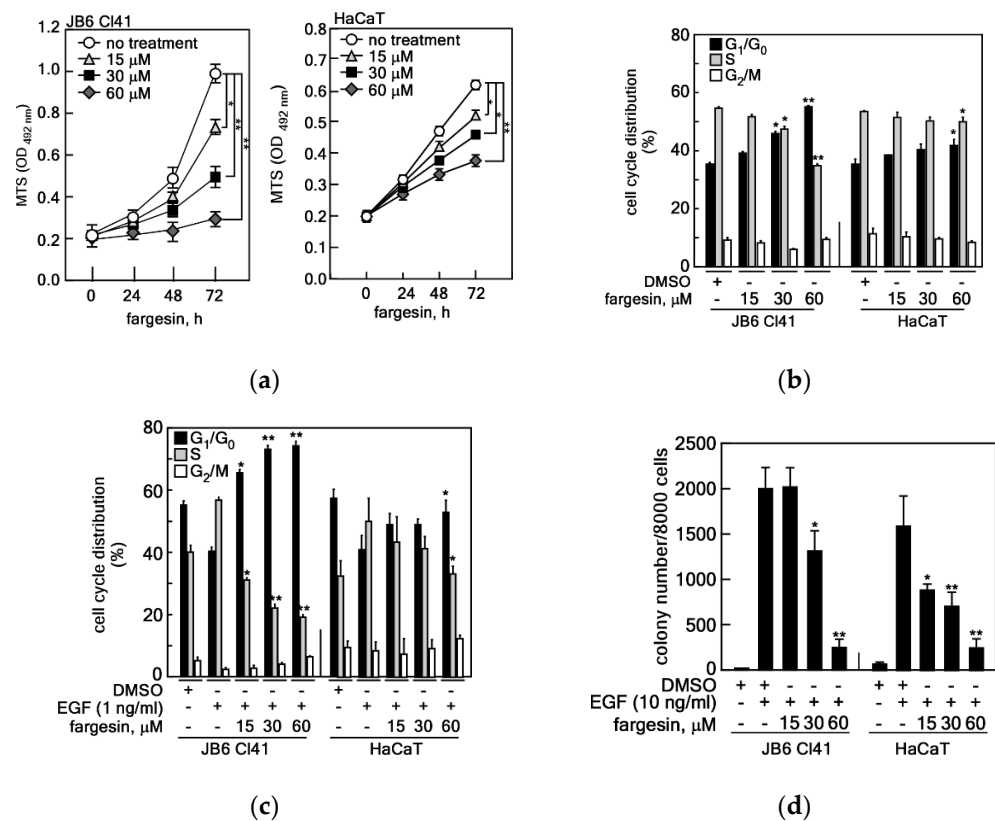 JB6 Cl41
no treatment
15 μM
30 μM
60 μM
MTS (OD 492 nm)
1.2
1.0
0.8
0.6
0.4
0.2
0.0
0 24 48 72
fargesin, h
*
**
**
HaCaT
no treatment
15 μM
30 μM
60 μM
MTS (OD 492 nm)
0.8
0.7
0.6
0.5
0.4
0.3
0.2
0.1
0.0
0 24 48 72
fargesin, h
*
*
**
(a)
G1/G0
S
G2/M
cell cycle distribution
(%)
80
60
40
20
0
* * ** ** * *
DMSO + - - - + - - -
fargesin, μM - 15 30 60 - 15 30 60
JB6 Cl41 HaCaT
(b)
G1/G0
S
G2/M
cell cycle distribution
(%)
80
60
40
20
0
* * ** ** ** ** * *
DMSO + - - - - + - - - -
EGF (1 ng/ml) - + + + + - + + + +
fargesin, μM - - 15 30 60 - - 15 30 60
JB6 Cl41 HaCaT
(c)
colony number/8000 cells
2500
2000
1500
1000
500
0
* ** * ** **
DMSO + + - - - + + - - -
EGF (10 ng/ml) - + + + + - + + + +
fargesin, μM - - 15 30 60 - - 15 30 60
JB6 Cl41 HaCaT
(d)